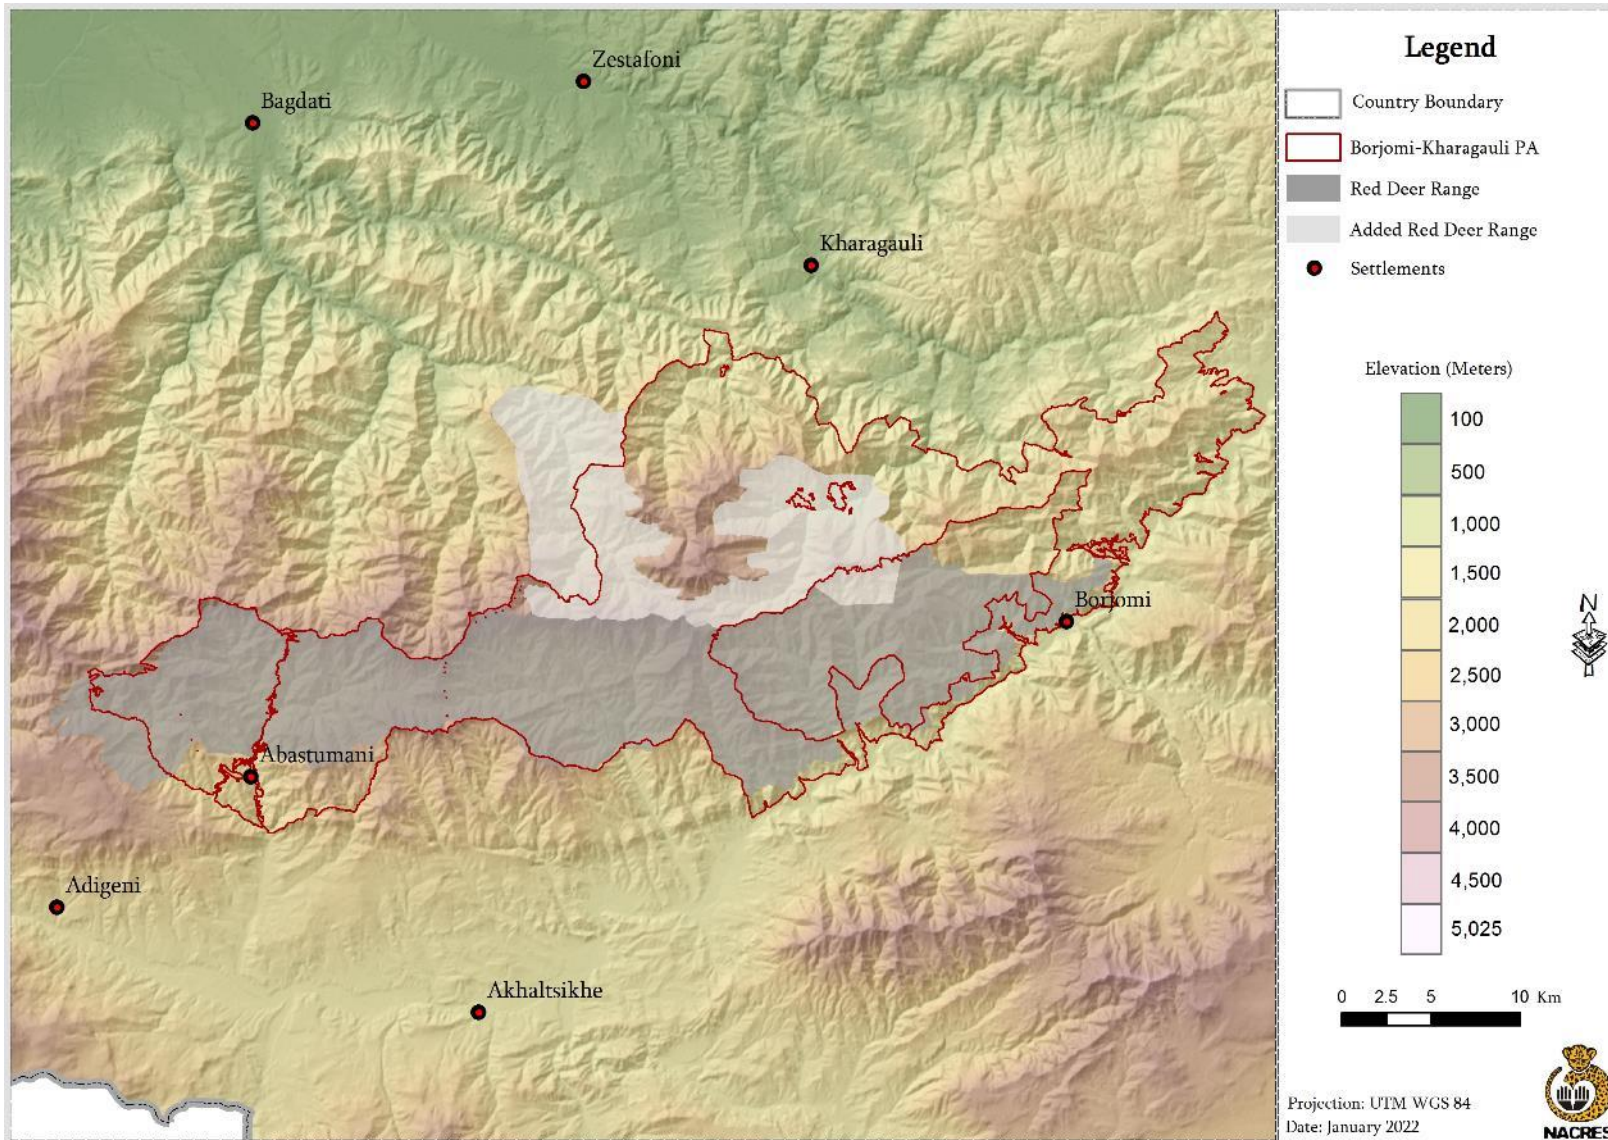 Zestafoni
Bagdati
Kharagauli
Borjomi
Abastumani
Adigeni
Akhaltsikhe
Legend
Country Boundary
Borjomi-Kharagauli PA
Red Deer Range
Added Red Deer Range
Settlements
Elevation (Meters)
100
500
1,000
1,500
2,000
2,500
3,000
3,500
4,000
4,500
5,025
N
0 2.5 5 10 Km
Projection: UTM WGS 84
Date: January 2022
NACRES